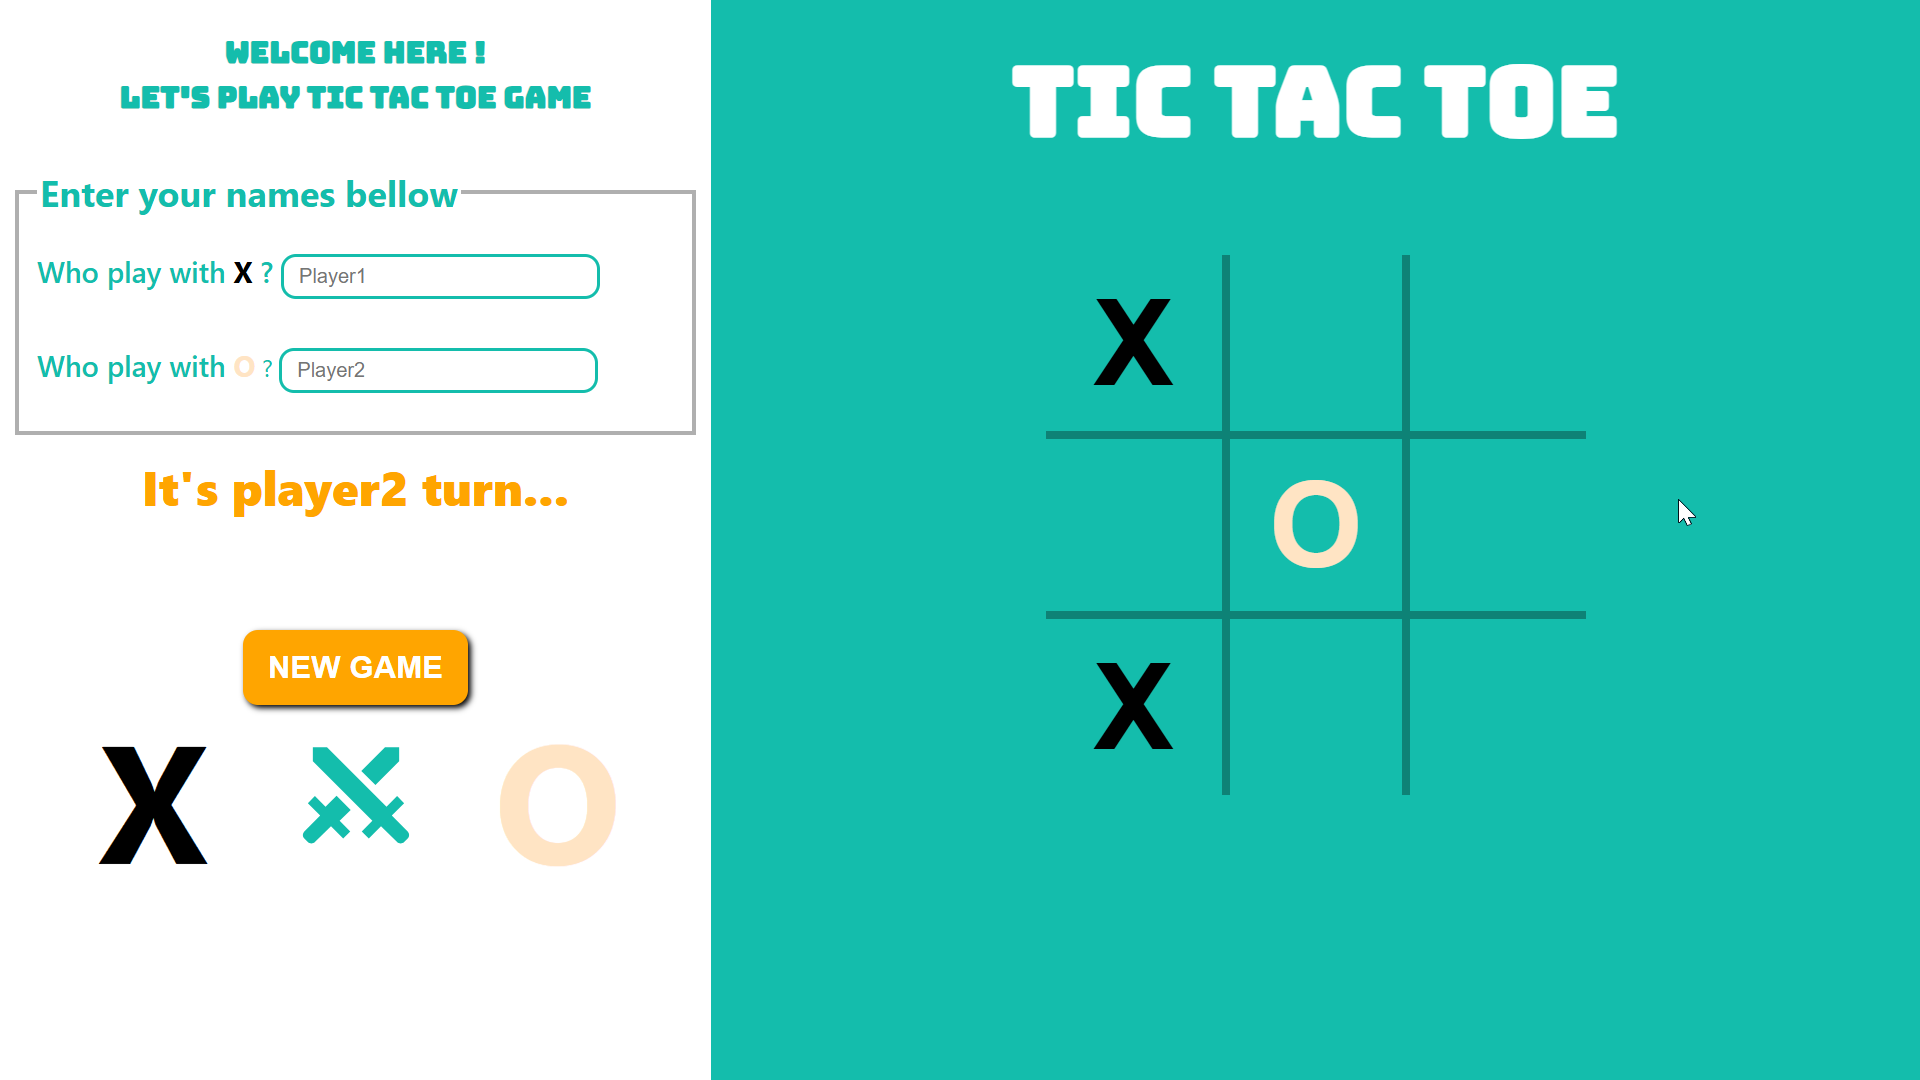 WELCOME HERE !
LET'S PLAY TIC TAC TOE GAME
Enter your names bellow
Who play with X ? Player1
Who play with O ? Player2
It's player2 turn...
NEW GAME
X O
TIC TAC TOE
X
O
X